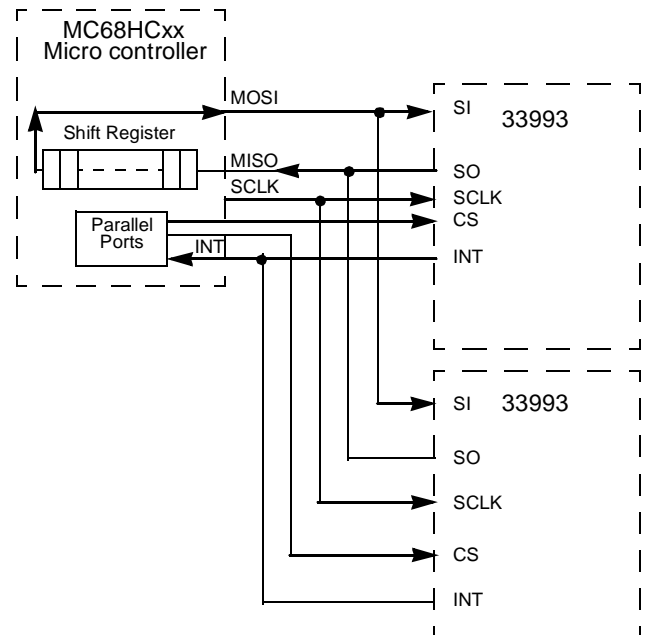 MC68HCxx
Micro controller
MOSI
Shift Register
MISO
SCLK
Parallel
Ports
INT
SI
33993
SO
SCLK
CS
INT
SI
33993
SO
SCLK
CS
INT